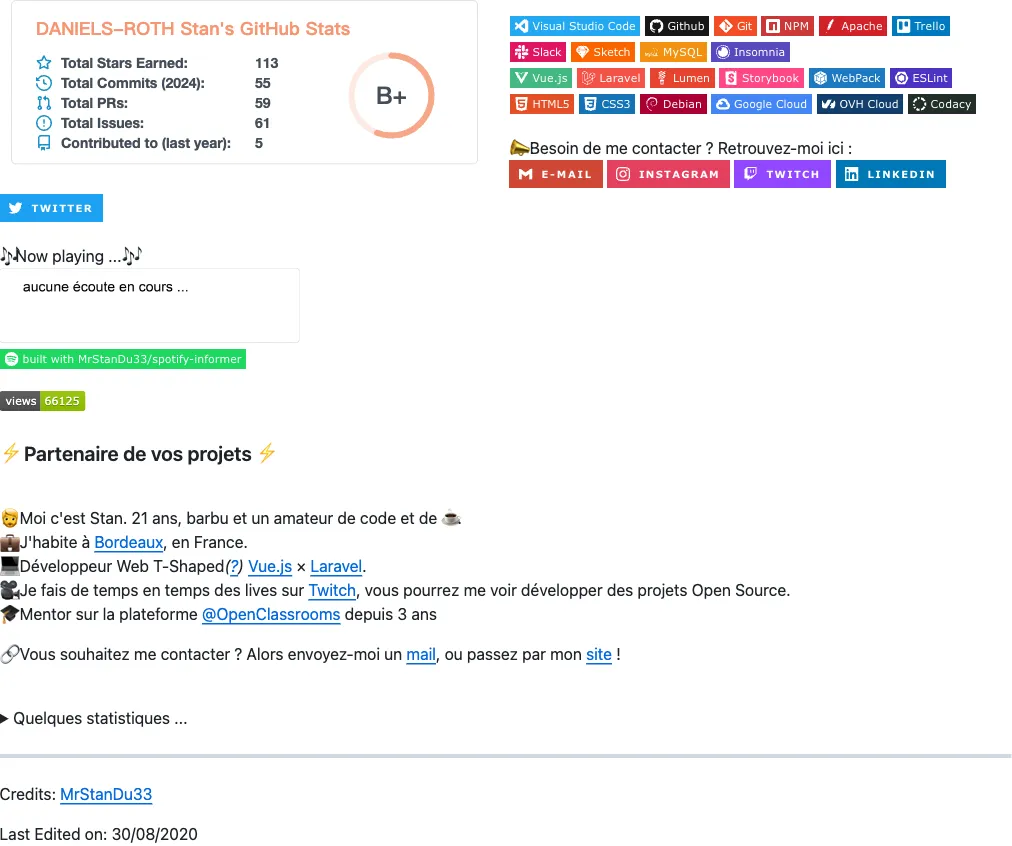 DANIELS-ROTH Stan's GitHub Stats
Total Stars Earned: 113
Total Commits (2024): 55
Total PRs: 59
Total Issues: 61
Contributed to (last year): 5
B+
Visual Studio Code Github Git NPM Apache Trello
Slack Sketch MySQL Insomnia
Vue.js Laravel Lumen Storybook WebPack ESLint
HTML5 CSS3 Debian Google Cloud OVH Cloud Codacy
📣Besoin de me contacter ? Retrouvez-moi ici :
E-MAIL INSTAGRAM TWITCH LINKEDIN
TWITTER
🎶Now playing ...🎶
aucune écoute en cours ...
built with MrStanDu33/spotify-informer
views 66125
⚡ Partenaire de vos projets ⚡
🧔Moi c'est Stan. 21 ans, barbu et un amateur de code et de ☕
💼J'habite à Bordeaux, en France.
💻Développeur Web T-Shaped(?) Vue.js × Laravel.
🎥Je fais de temps en temps des lives sur Twitch, vous pourrez me voir développer des projets Open Source.
🎓Mentor sur la plateforme @OpenClassrooms depuis 3 ans
🔗Vous souhaitez me contacter ? Alors envoyez-moi un mail, ou passez par mon site !
▶ Quelques statistiques ...
Credits: MrStanDu33
Last Edited on: 30/08/2020